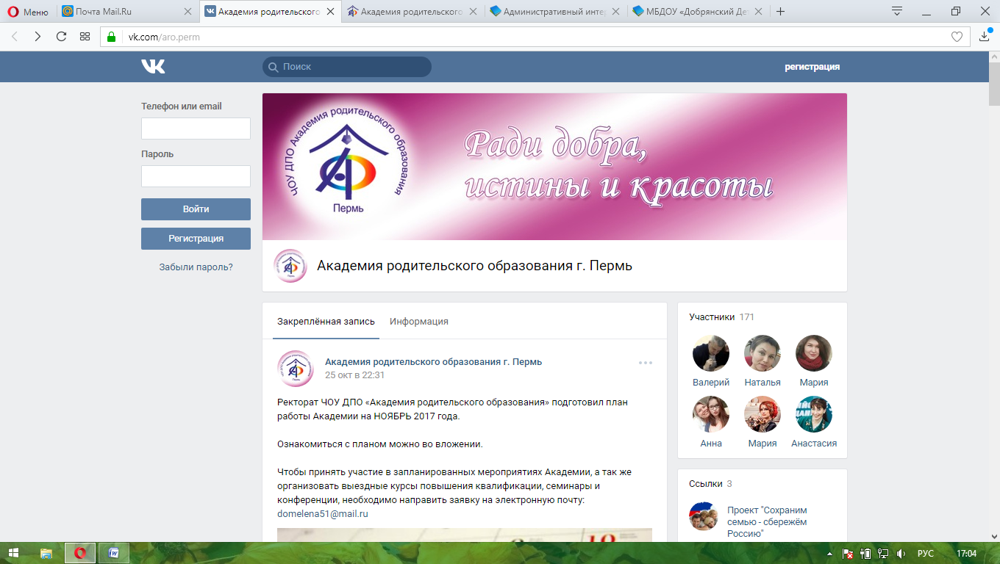 Меню
Почта Mail.Ru
Академия родительского
Академия родительского
Административный интер
МБДОУ «Добрянский Дет
vk.com/aro.perm
Поиск
регистрация
Телефон или email
Пароль
Войти
Регистрация
Забыли пароль?
ЧОУ ДПО Академия родительского образования
Пермь
Ради добра,
истины и красоты
Академия родительского образования г. Пермь
Закреплённая запись
Информация
Академия родительского образования г. Пермь
25 окт в 22:31
Ректорат ЧОУ ДПО «Академия родительского образования» подготовил план
работы Академии на НОЯБРЬ 2017 года.
Ознакомиться с планом можно во вложении.
Чтобы принять участие в запланированных мероприятиях Академии, а так же
организовать выездные курсы повышения квалификации, семинары и
конференции, необходимо направить заявку на электронную почту:
domelena51@mail.ru
Участники 171
Валерий
Наталья
Мария
Анна
Мария
Анастасия
Ссылки 3
Проект "Сохраним
семью - сбережём
России"
РУС
17:04